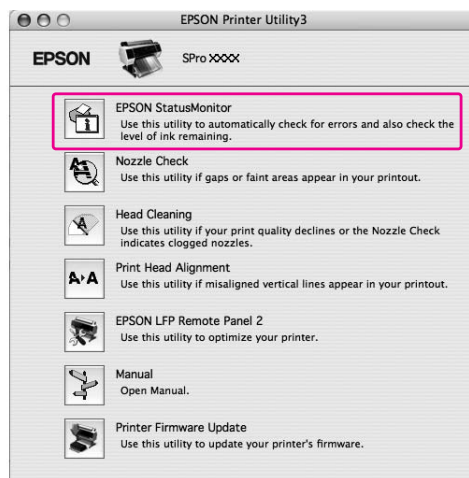 EPSON Printer Utility3
EPSON
SPro XXXX
EPSON StatusMonitor
Use this utility to automatically check for errors and also check the
level of ink remaining.
Nozzle Check
Use this utility if gaps or faint areas appear in your printout.
Head Cleaning
Use this utility if your print quality declines or the Nozzle Check
indicates clogged nozzles.
Print Head Alignment
Use this utility if misaligned vertical lines appear in your printout.
EPSON LFP Remote Panel 2
Use this utility to optimize your printer.
Manual
Open Manual.
Printer Firmware Update
Use this utility to update your printer's firmware.